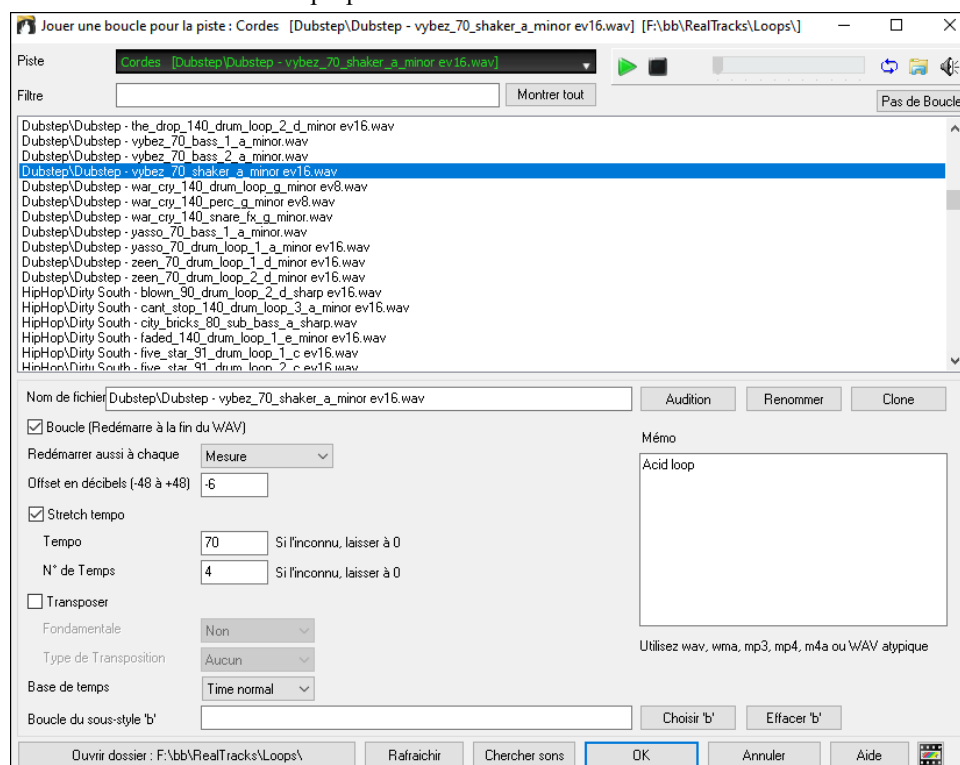 Jouer une boucle pour la piste : Cordes [Dubstep\Dubstep - vybez_70_shaker_a_minor ev16.wav] [F:\bb\RealTracks\Loops\]
Piste
Cordes [Dubstep\Dubstep - vybez_70_shaker_a_minor ev16.wav]
Filtre
Montrer tout
Pas de Boucle
Dubstep\Dubstep - the_drop_140_drum_loop_2_d_minor ev16.wav
Dubstep\Dubstep - vybez_70_bass_1_a_minor.wav
Dubstep\Dubstep - vybez_70_bass_2_a_minor.wav
Dubstep\Dubstep - vybez_70_shaker_a_minor ev16.wav
Dubstep\Dubstep - war_cry_140_drum_loop_g_minor ev8.wav
Dubstep\Dubstep - war_cry_140_perc_g_minor ev8.wav
Dubstep\Dubstep - war_cry_140_snare_fx_g_minor.wav
Dubstep\Dubstep - yasso_70_bass_1_a_minor.wav
Dubstep\Dubstep - yasso_70_drum_loop_1_a_minor ev16.wav
Dubstep\Dubstep - zeen_70_drum_loop_1_d_minor ev16.wav
Dubstep\Dubstep - zeen_70_drum_loop_2_d_minor ev16.wav
HipHop\Dirty South - blown_90_drum_loop_2_d_sharp ev16.wav
HipHop\Dirty South - cant_stop_140_drum_loop_3_a_minor ev16.wav
HipHop\Dirty South - city_bricks_80_sub_bass_a_sharp.wav
HipHop\Dirty South - faded_140_drum_loop_1_e_minor ev16.wav
HipHop\Dirty South - five_star_91_drum_loop_1_c ev16.wav
HipHop\Dirty South - five_star_91_drum_loop_2_c ev16.wav
Nom de fichier Dubstep\Dubstep - vybez_70_shaker_a_minor ev16.wav
Audition
Renommer
Clone
Boucle (Redémarre à la fin du WAV)
Mémo
Redémarrer aussi à chaque Mesure
Acid loop
Offset en décibels (-48 à +48) -6
Stretch tempo
Tempo 70 Si l'inconnu, laisser à 0
N° de Temps 4 Si l'inconnu, laisser à 0
Transposer
Fondamentale Non
Type de Transposition Aucun
Utilisez wav, wma, mp3, mp4, m4a ou WAV atypique
Base de temps Time normal
Boucle du sous-style 'b'
Choisir 'b'
Effacer 'b'
Ouvrir dossier : F:\bb\RealTracks\Loops\
Rafraichir
Chercher sons
OK
Annuler
Aide